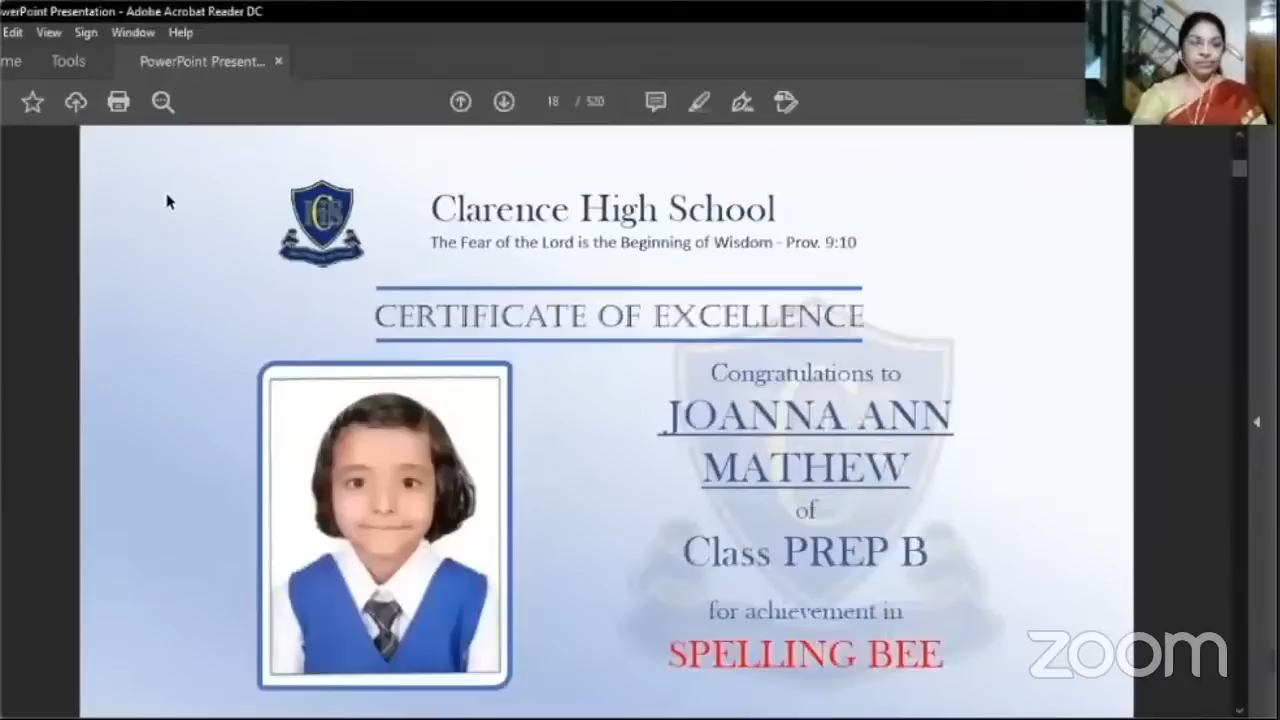 owerPoint Presentation - Adobe Acrobat Reader DC
Edit View Sign Window Help
me Tools PowerPoint Present... ×
18 / 520
Clarence High School
The Fear of the Lord is the Beginning of Wisdom - Prov. 9:10
CERTIFICATE OF EXCELLENCE
Congratulations to
JOANNA ANN
MATHEW
of
Class PREP B
for achievement in
SPELLING BEE
zoom